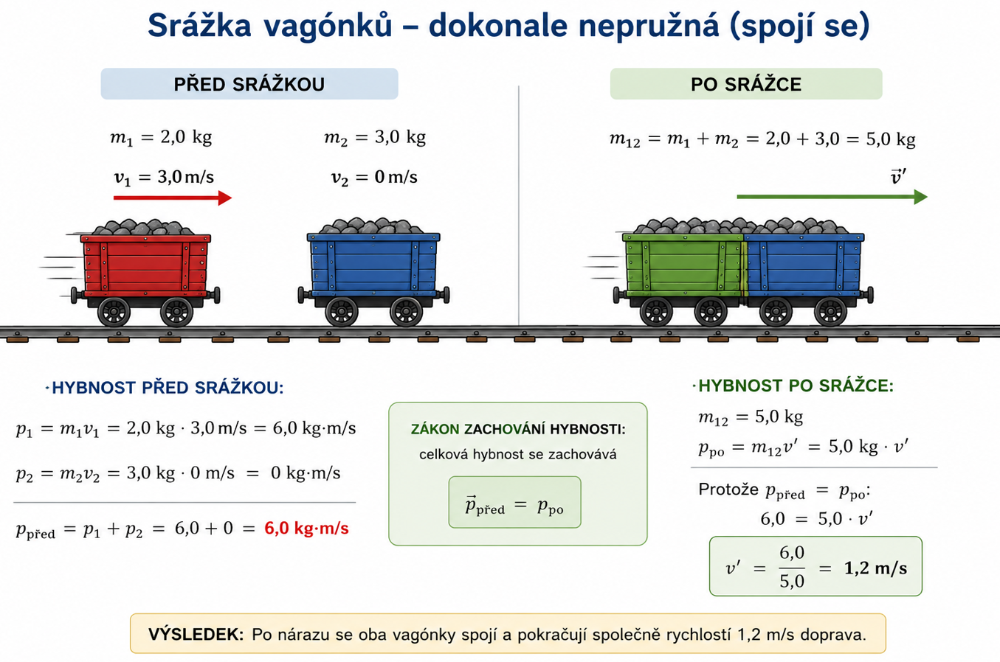 Srážka vagónků – dokonale nepružná (spojí se)
PŘED SRÁŽKOU
m₁ = 2,0 kg
m₂ = 3,0 kg
v₁ = 3,0 m/s
v₂ = 0 m/s
PO SRÁŽCE
m₁₂ = m₁ + m₂ = 2,0 + 3,0 = 5,0 kg
v⃗′
·HYBNOST PŘED SRÁŽKOU:
p₁ = m₁v₁ = 2,0 kg · 3,0 m/s = 6,0 kg·m/s
p₂ = m₂v₂ = 3,0 kg · 0 m/s = 0 kg·m/s
p_před = p₁ + p₂ = 6,0 + 0 = 6,0 kg·m/s
ZÁKON ZACHOVÁNÍ HYBNOSTI:
celková hybnost se zachovává
p⃗_před = p_po
·HYBNOST PO SRÁŽCE:
m₁₂ = 5,0 kg
p_po = m₁₂v′ = 5,0 kg · v′
Protože p_před = p_po:
6,0 = 5,0 · v′
v′ = 6,0/5,0 = 1,2 m/s
VÝSLEDEK: Po nárazu se oba vagónky spojí a pokračují společně rychlostí 1,2 m/s doprava.